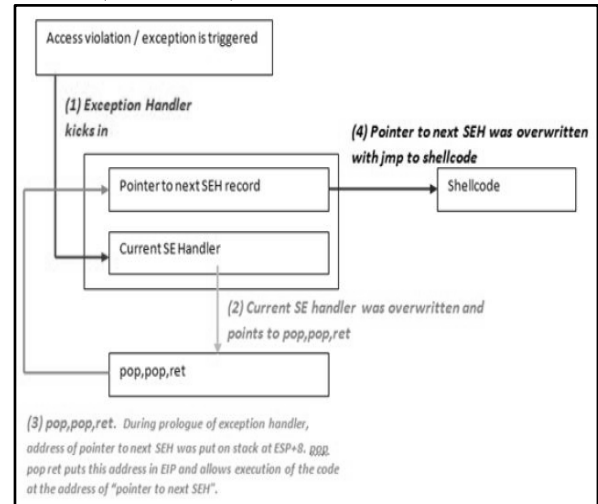 Access violation / exception is triggered
(1) Exception Handler
kicks in
(4) Pointer to next SEH was overwritten
with jmp to shellcode
Pointer to next SEH record
Shellcode
Current SE Handler
(2) Current SE handler was overwritten and
points to pop,pop,ret
pop,pop,ret
(3) pop,pop,ret. During prologue of exception handler,
address of pointer to next SEH was put on stack at ESP+8. pop
pop ret puts this address in EIP and allows execution of the code
at the address of "pointer to next SEH".